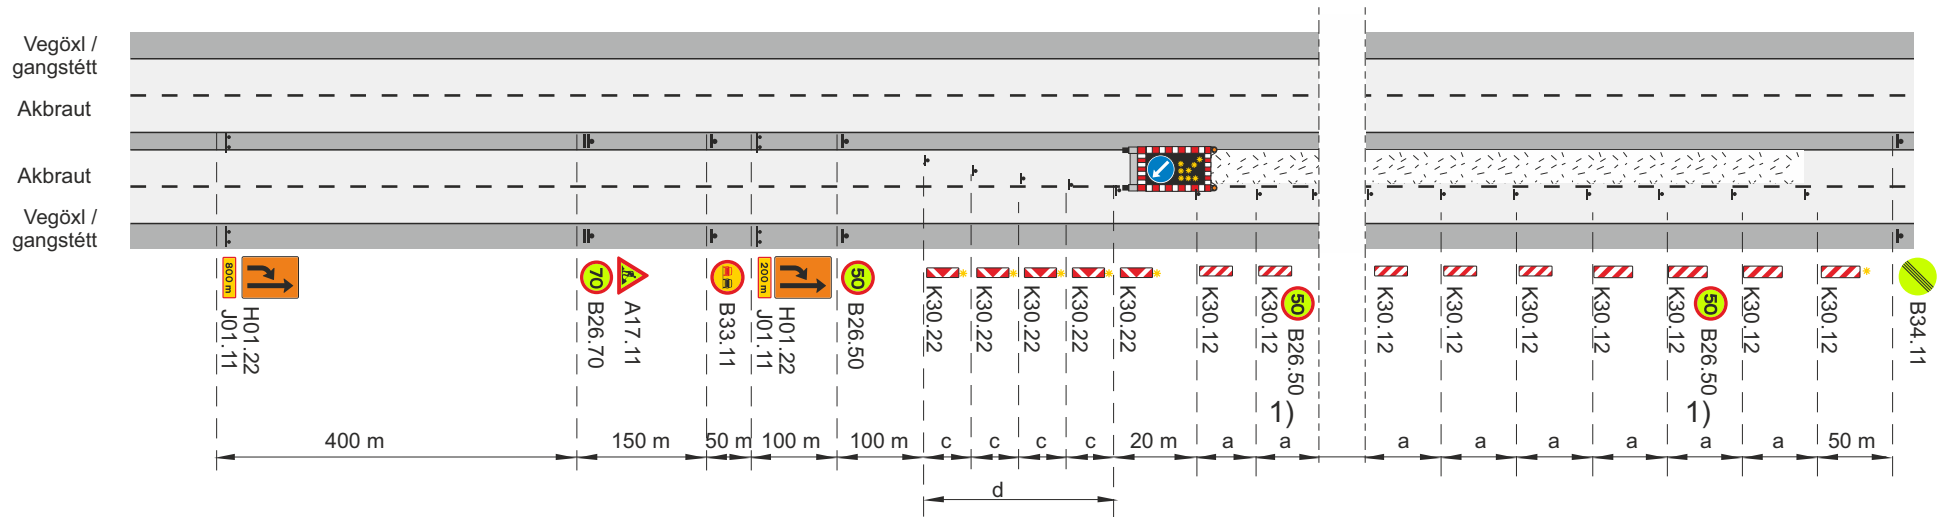 Vegöxl /
gangstétt
Akbraut
Akbraut
Vegöxl /
gangstétt
800 m
J01.11
H01.22
70
B26.70
A17.11
B33.11
200 m
J01.11
H01.22
50
B26.50
K30.22
K30.22
K30.22
K30.22
K30.22
K30.12
K30.12
50
B26.50
1)
K30.12
K30.12
K30.12
K30.12
K30.12
50
B26.50
1)
K30.12
K30.12
B34.11
400 m
150 m
50 m
100 m
100 m
c
c
c
c
20 m
a
a
a
a
a
a
a
a
50 m
d